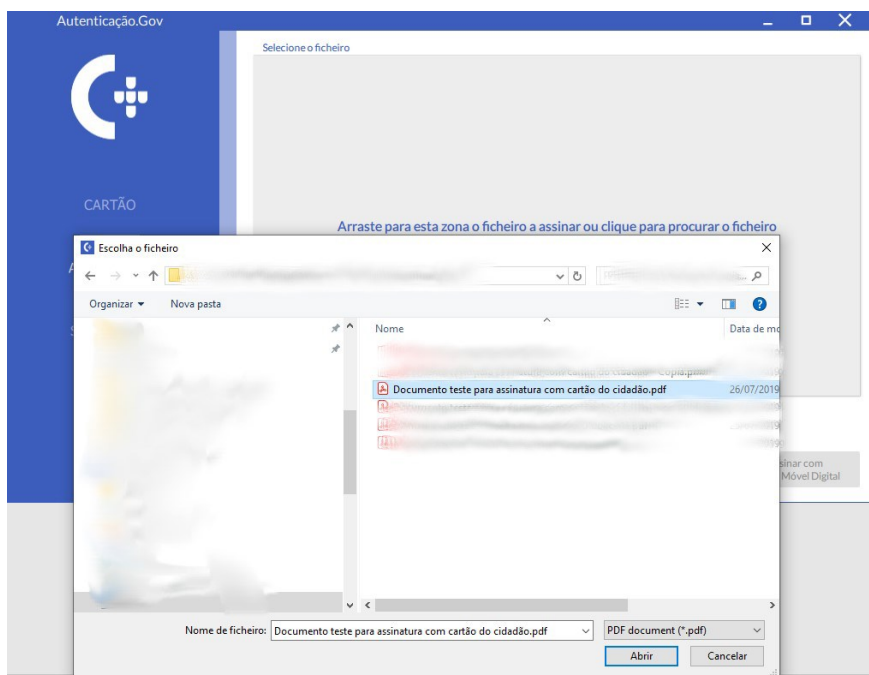 Autenticação.Gov
Selecione o ficheiro
CARTÃO
Arraste para esta zona o ficheiro a assinar ou clique para procurar o ficheiro
Escolha o ficheiro
Organizar
Nova pasta
Nome
Data de mo
Documento teste para assinatura com cartão do cidadão.pdf
26/07/2019
sinar com
Móvel Digital
Nome de ficheiro:
Documento teste para assinatura com cartão do cidadão.pdf
PDF document (*.pdf)
Abrir
Cancelar